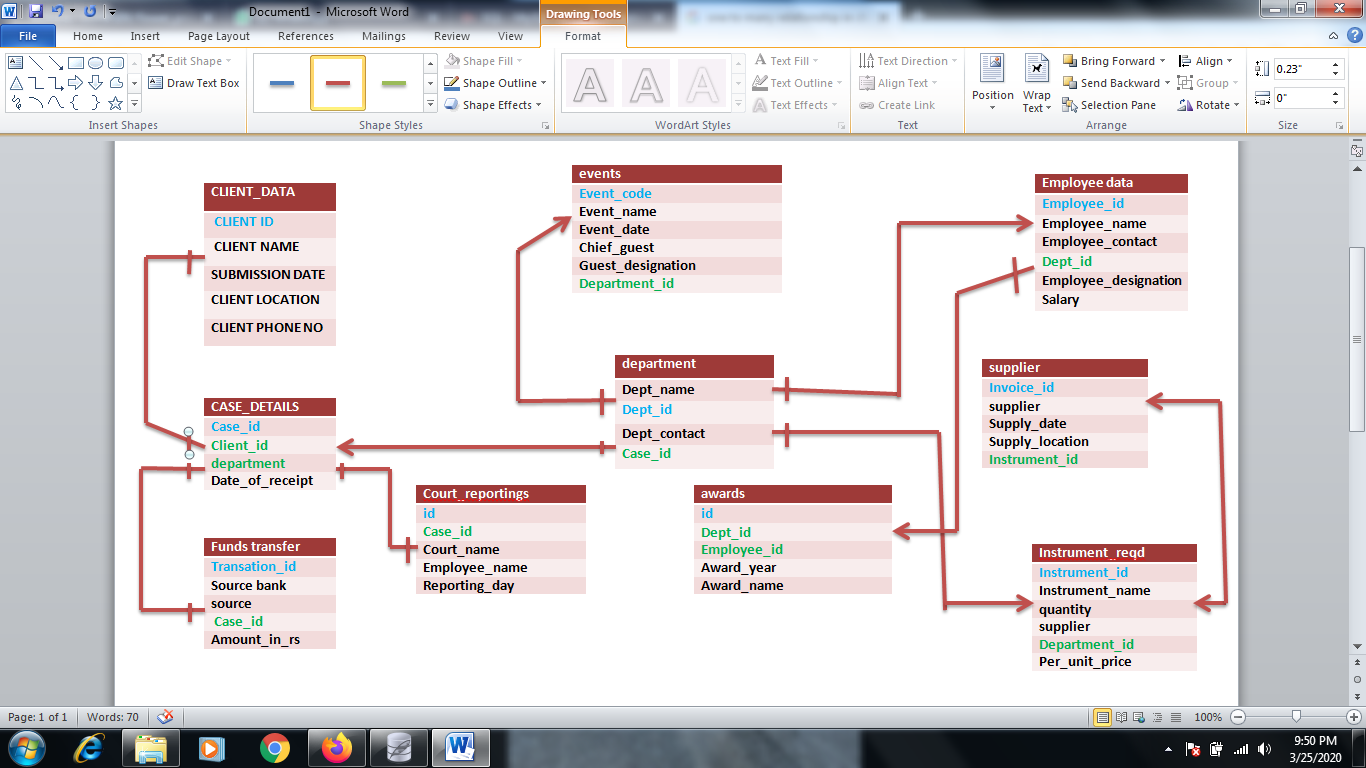 Document1 - Microsoft Word
Drawing Tools
File
Home
Insert
Page Layout
References
Mailings
Review
View
Format
Edit Shape
Draw Text Box
Insert Shapes
Shape Fill
Shape Outline
Shape Effects
Shape Styles
Text Fill
Text Outline
Text Effects
WordArt Styles
Text Direction
Align Text
Create Link
Text
Position
Wrap
Text
Bring Forward
Send Backward
Selection Pane
Align
Group
Rotate
Arrange
0.23"
0"
Size
CLIENT_DATA
CLIENT ID
CLIENT NAME
SUBMISSION DATE
CLIENT LOCATION
CLIENT PHONE NO
events
Event_code
Event_name
Event_date
Chief_guest
Guest_designation
Department_id
Employee data
Employee_id
Employee_name
Employee_contact
Dept_id
Employee_designation
Salary
department
Dept_name
Dept_id
Dept_contact
Case_id
supplier
Invoice_id
supplier
Supply_date
Supply_location
Instrument_id
CASE_DETAILS
Case_id
Client_id
department
Date_of_receipt
Court_reportings
id
Case_id
Court_name
Employee_name
Reporting_day
awards
id
Dept_id
Employee_id
Award_year
Award_name
Funds transfer
Transation_id
Source bank
source
Case_id
Amount_in_rs
Instrument_reqd
Instrument_id
Instrument_name
quantity
supplier
Department_id
Per_unit_price
Page: 1 of 1
Words: 70
100%
9:50 PM
3/25/2020